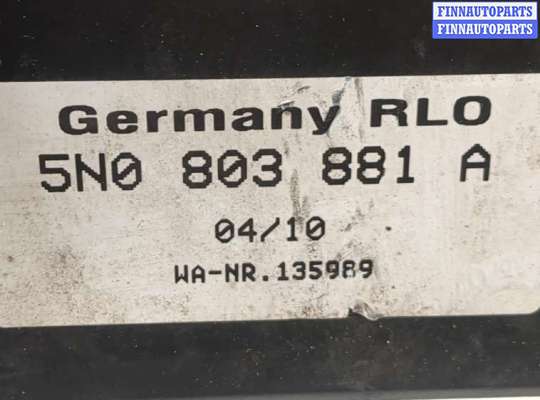 FINNAUTOPARTS
FINNAUTOPARTS
Germany RLO
5N0 803 881 A
04/10
WA-NR.135989